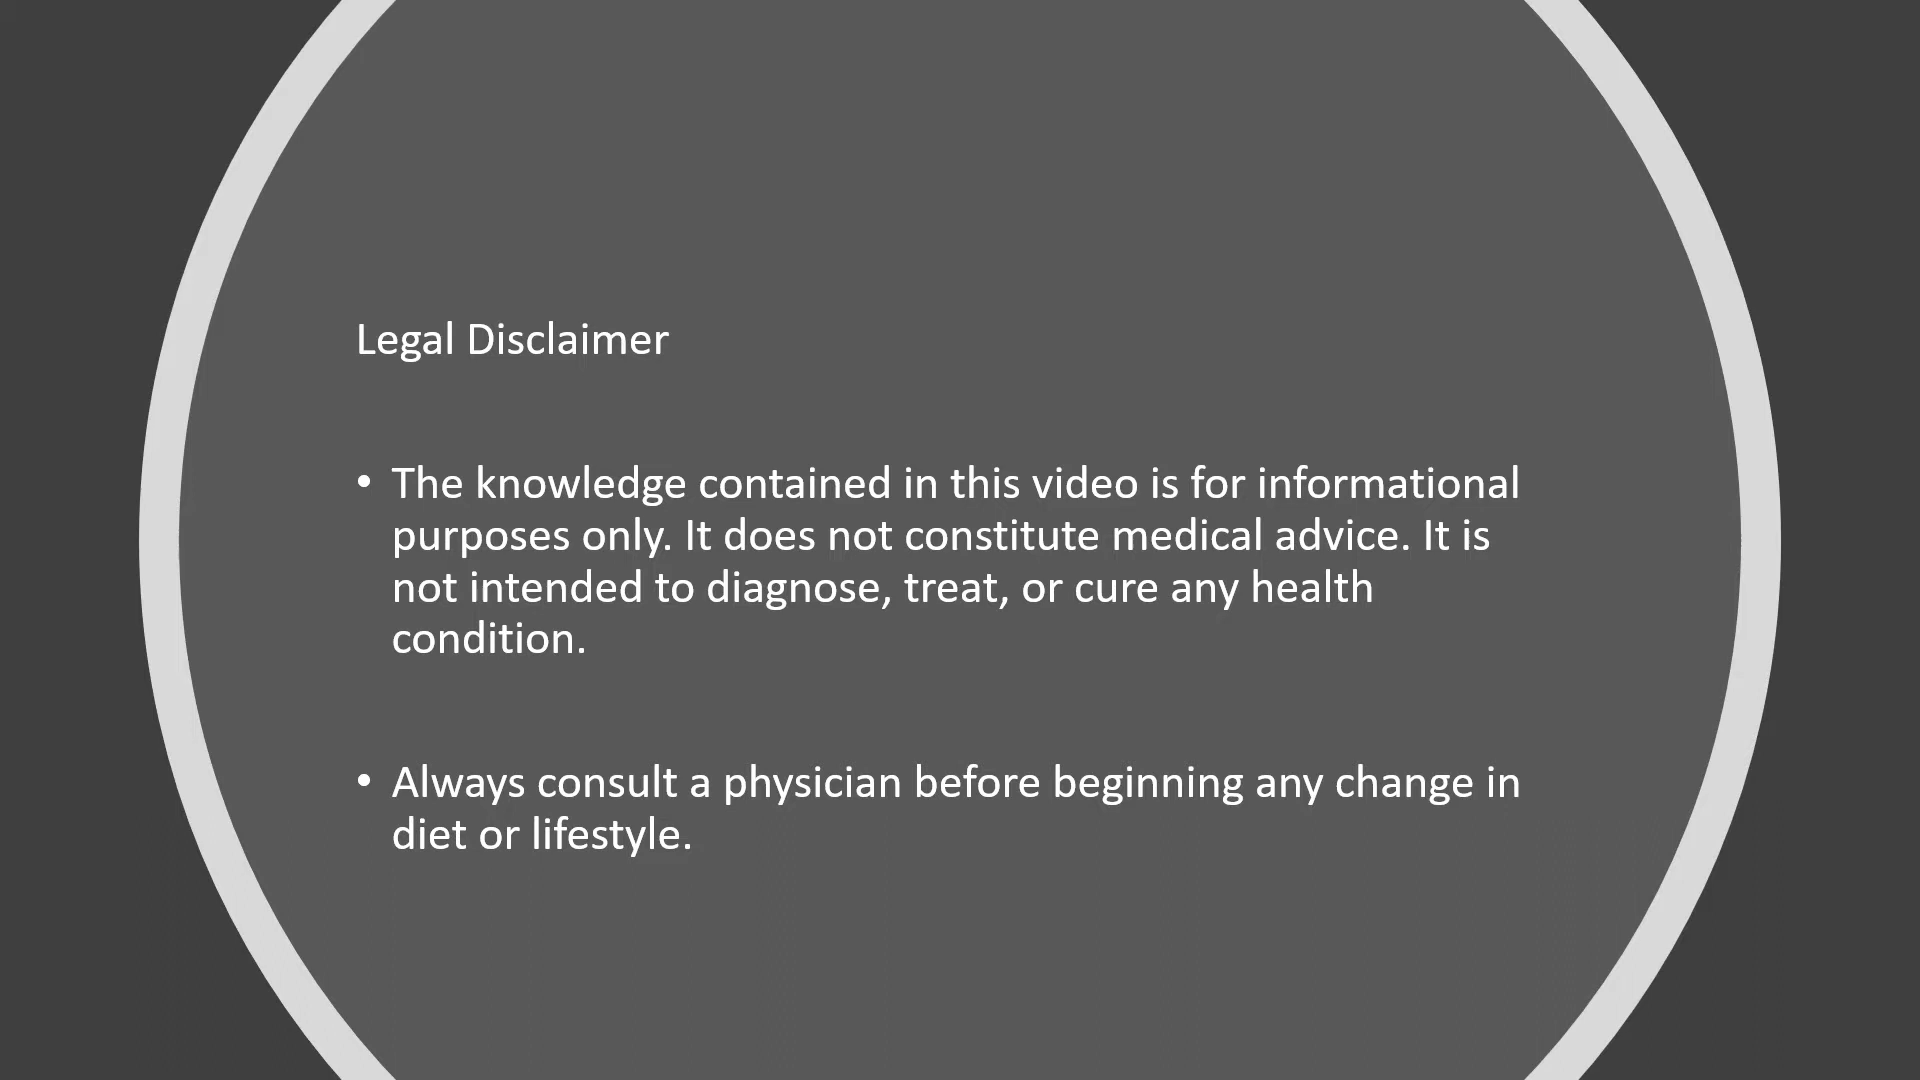 Legal Disclaimer
• The knowledge contained in this video is for informational
purposes only. It does not constitute medical advice. It is
not intended to diagnose, treat, or cure any health
condition.
• Always consult a physician before beginning any change in
diet or lifestyle.